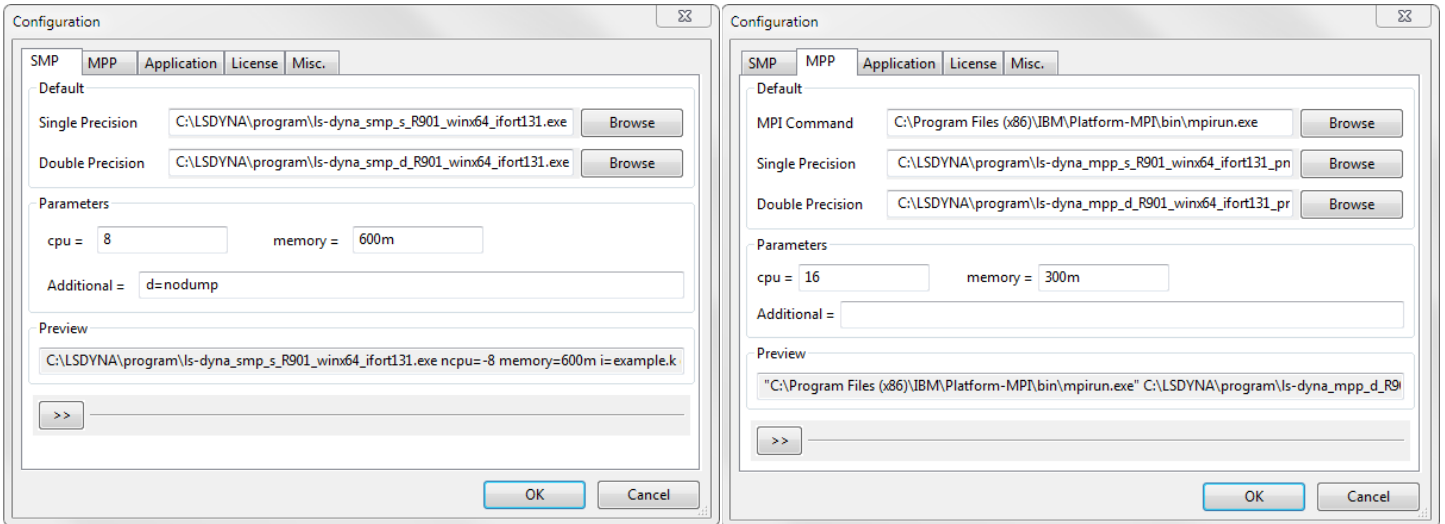 Configuration
SMP MPP Application License Misc.
Default
Single Precision C:\LSDYNA\program\ls-dyna_smp_s_R901_winx64_ifort131.exe Browse
Double Precision C:\LSDYNA\program\ls-dyna_smp_d_R901_winx64_ifort131.exe Browse
Parameters
cpu = 8 memory = 600m
Additional = d=nodump
Preview
C:\LSDYNA\program\ls-dyna_smp_s_R901_winx64_ifort131.exe ncpu=-8 memory=600m i=example.k
>>
OK Cancel
Configuration
SMP MPP Application License Misc.
Default
MPI Command C:\Program Files (x86)\IBM\Platform-MPI\bin\mpirun.exe Browse
Single Precision C:\LSDYNA\program\ls-dyna_mpp_s_R901_winx64_ifort131_pn Browse
Double Precision C:\LSDYNA\program\ls-dyna_mpp_d_R901_winx64_ifort131_pr Browse
Parameters
cpu = 16 memory = 300m
Additional =
Preview
"C:\Program Files (x86)\IBM\Platform-MPI\bin\mpirun.exe" C:\LSDYNA\program\ls-dyna_mpp_d_R9
>>
OK Cancel